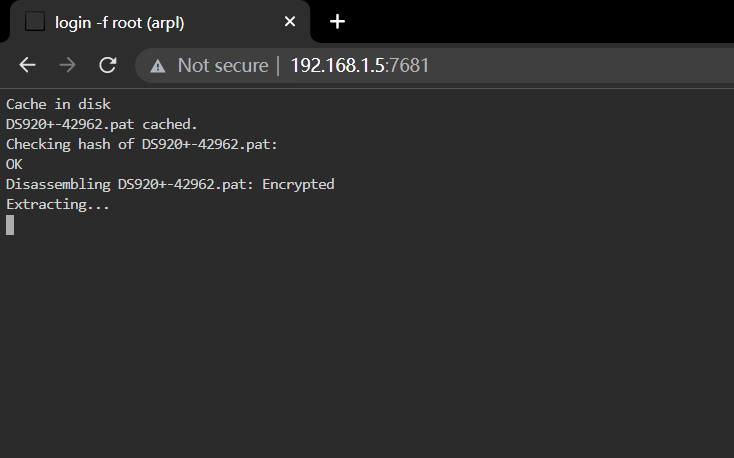 login -f root (arpl)
Not secure | 192.168.1.5:7681
Cache in disk
DS920+-42962.pat cached.
Checking hash of DS920+-42962.pat:
OK
Disassembling DS920+-42962.pat: Encrypted
Extracting...